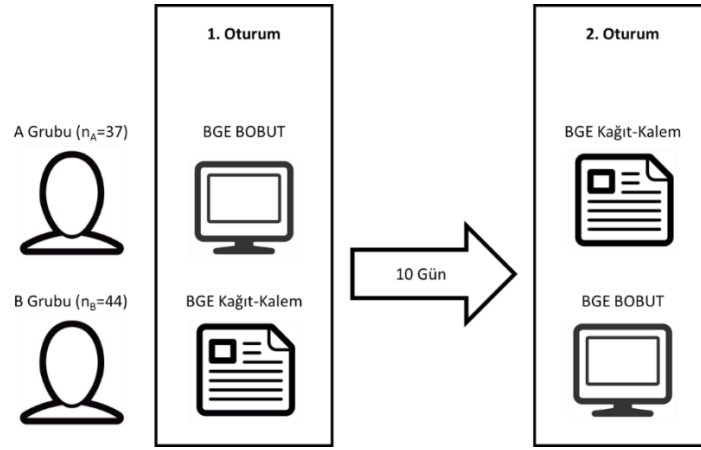 1. Oturum
2. Oturum
A Grubu (nA=37)
BGE BOBUT
BGE Kağıt-Kalem
10 Gün
B Grubu (nB=44)
BGE Kağıt-Kalem
BGE BOBUT